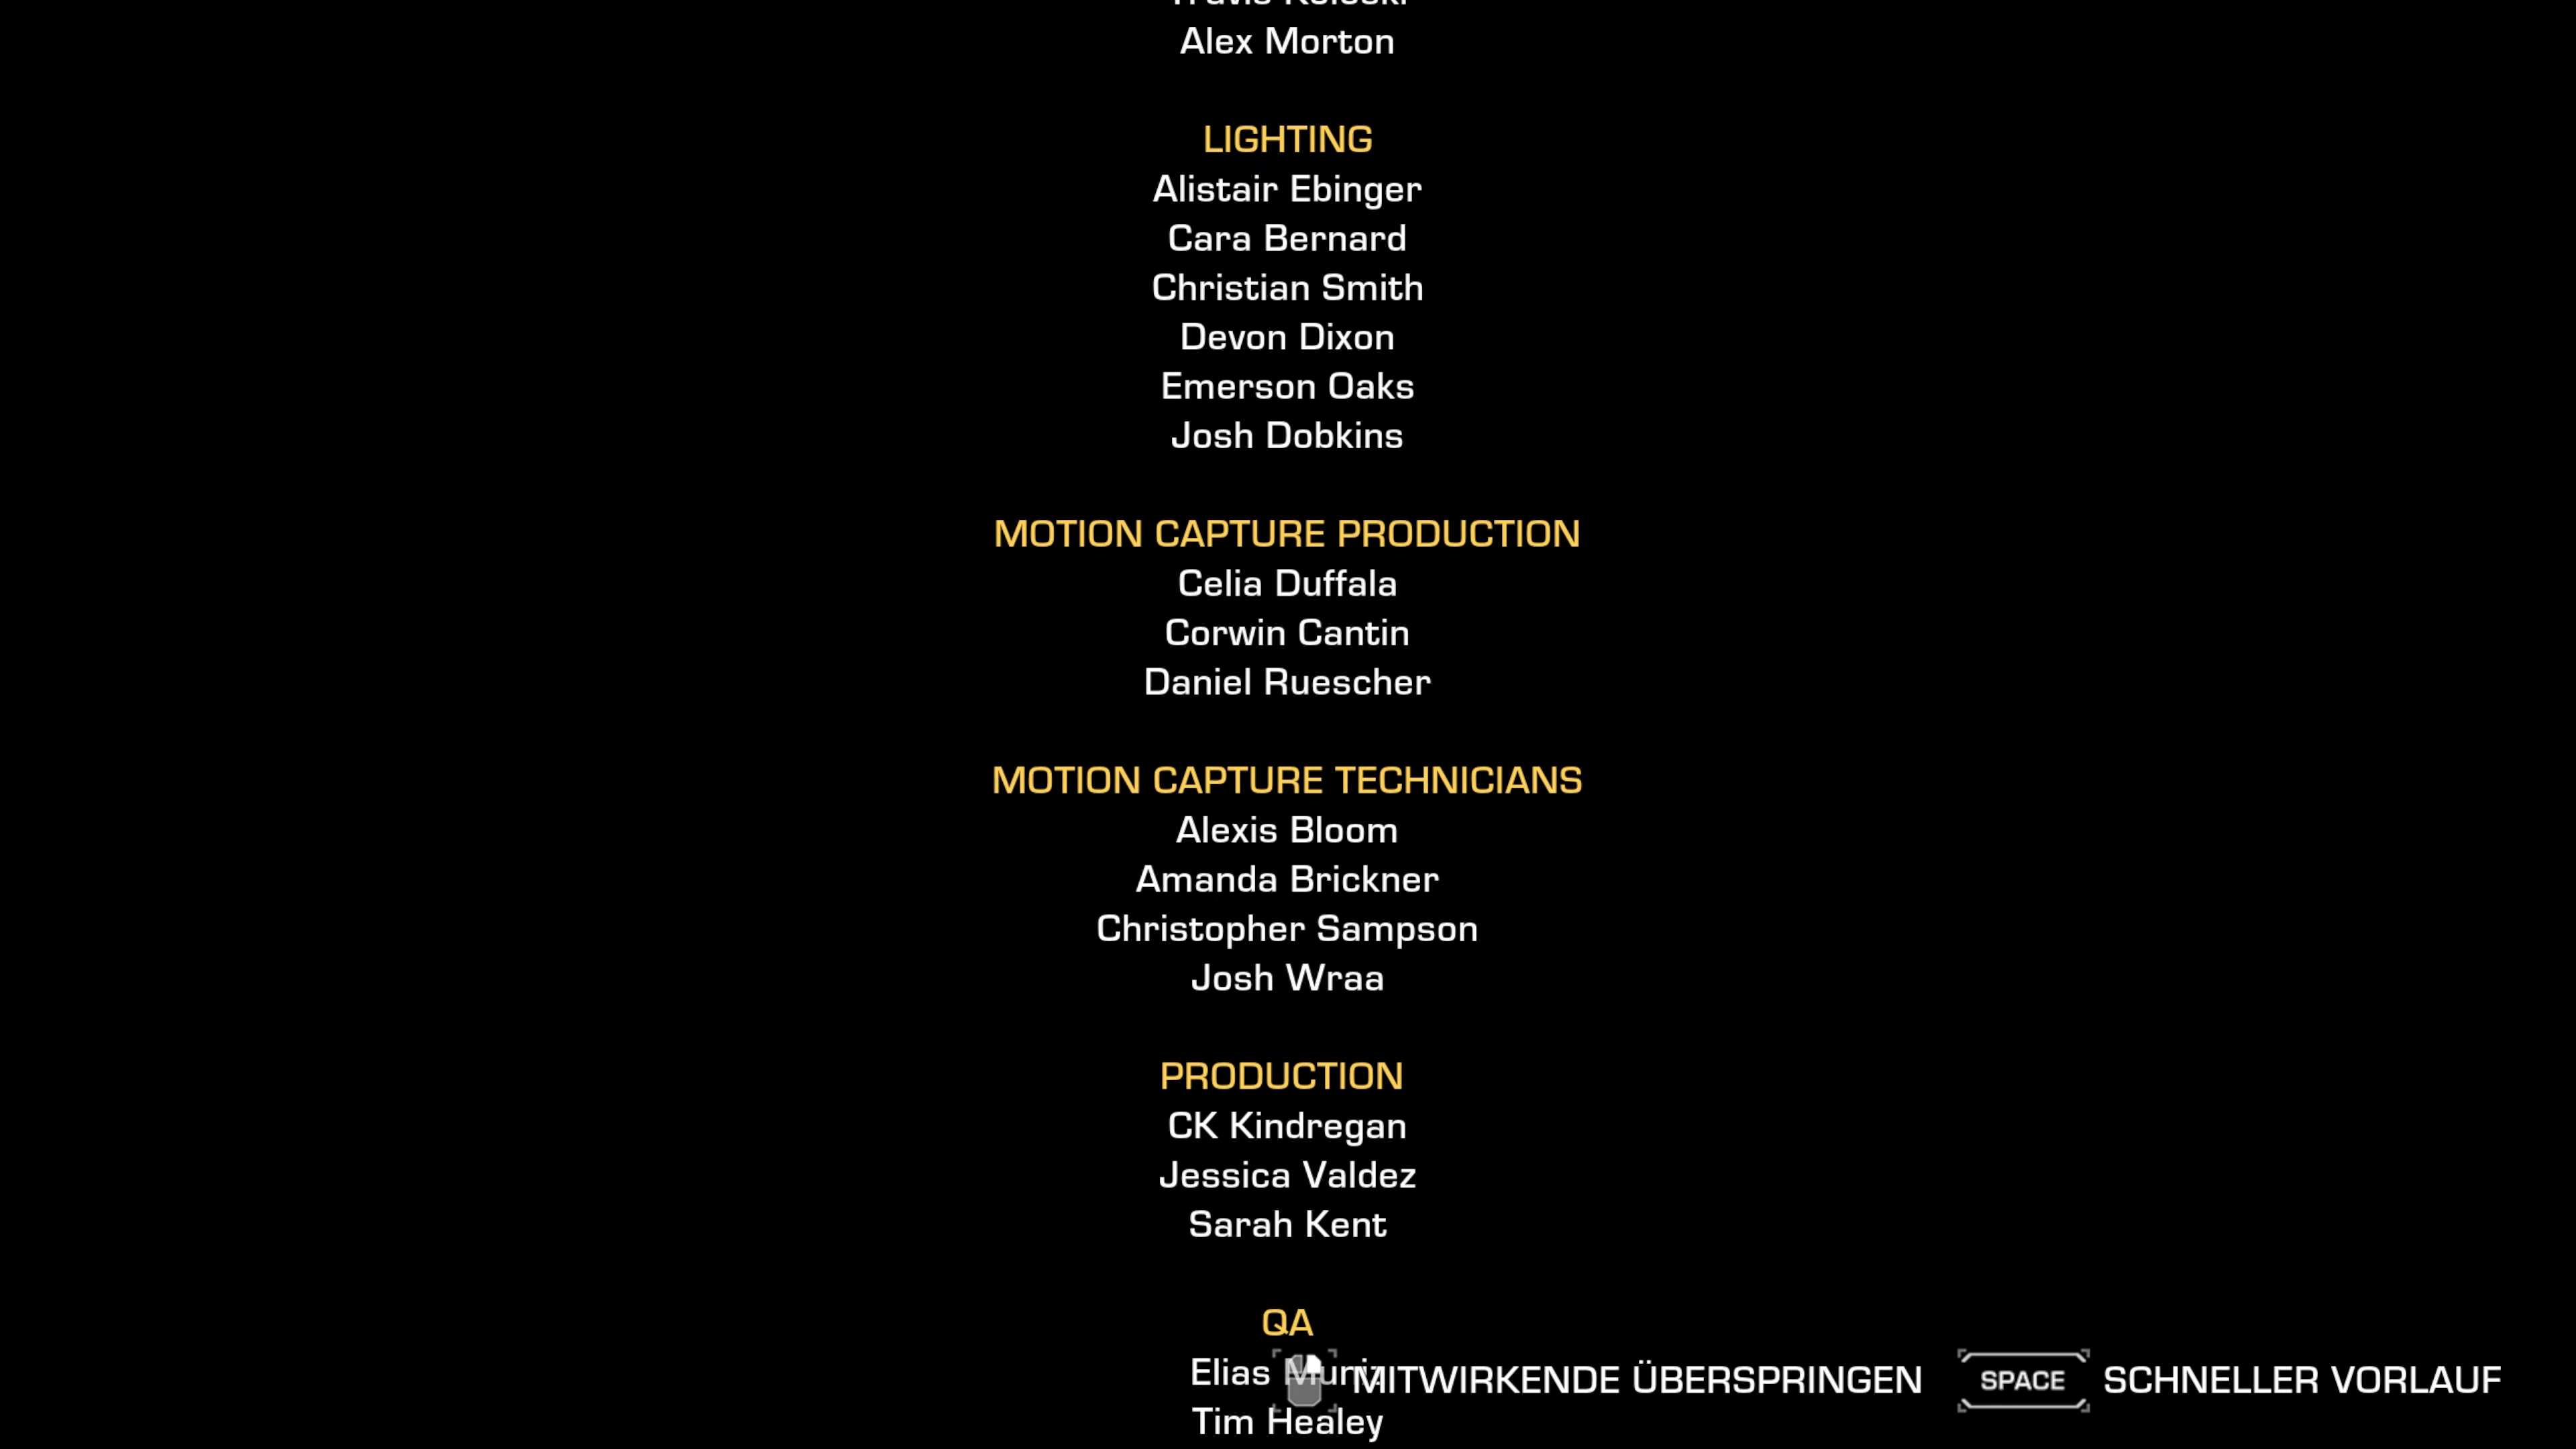 Alex Morton
LIGHTING
Alistair Ebinger
Cara Bernard
Christian Smith
Devon Dixon
Emerson Oaks
Josh Dobkins
MOTION CAPTURE PRODUCTION
Celia Duffala
Corwin Cantin
Daniel Ruescher
MOTION CAPTURE TECHNICIANS
Alexis Bloom
Amanda Brickner
Christopher Sampson
Josh Wraa
PRODUCTION
CK Kindregan
Jessica Valdez
Sarah Kent
QA
Elias Muniz
MITWIRKENDE ÜBERSPRINGEN
SPACE SCHNELLER VORLAUF
Tim Healey